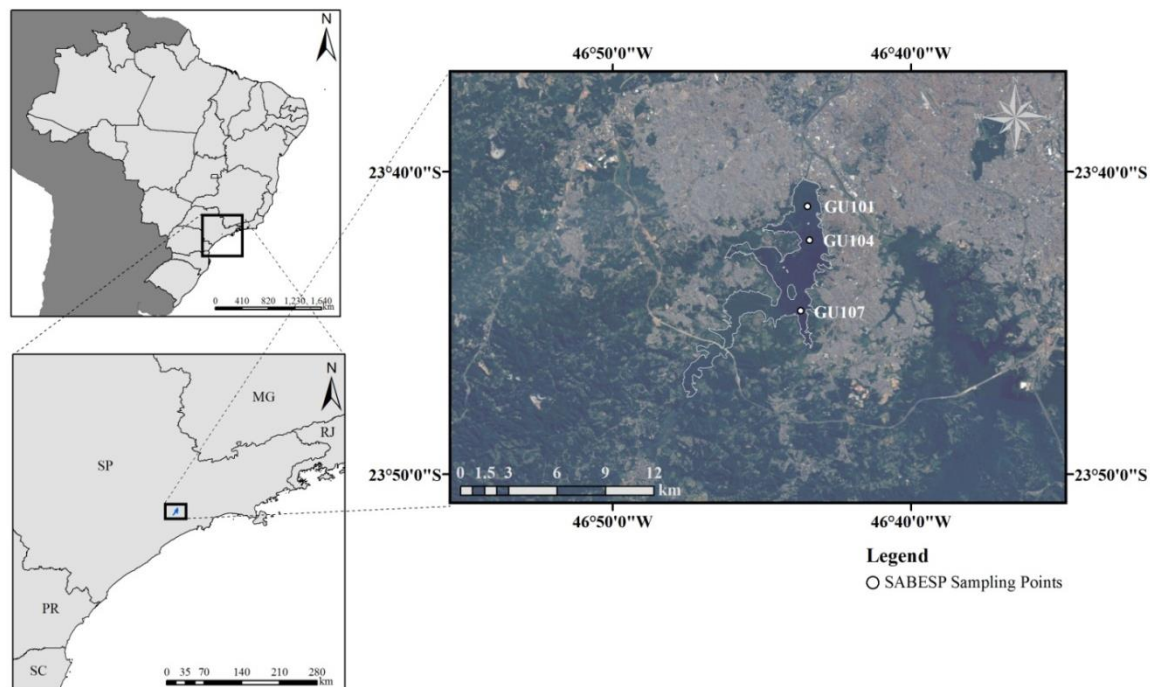 N
0 410 820 1,230 1,640
km
N
MG
RJ
SP
PR
SC
0 35 70 140 210 280
km
46°50'0"W 46°40'0"W
23°40'0"S 23°40'0"S
GU101
GU104
GU107
23°50'0"S 23°50'0"S
0 1.5 3 6 9 12
km
46°50'0"W 46°40'0"W
Legend
SABESP Sampling Points